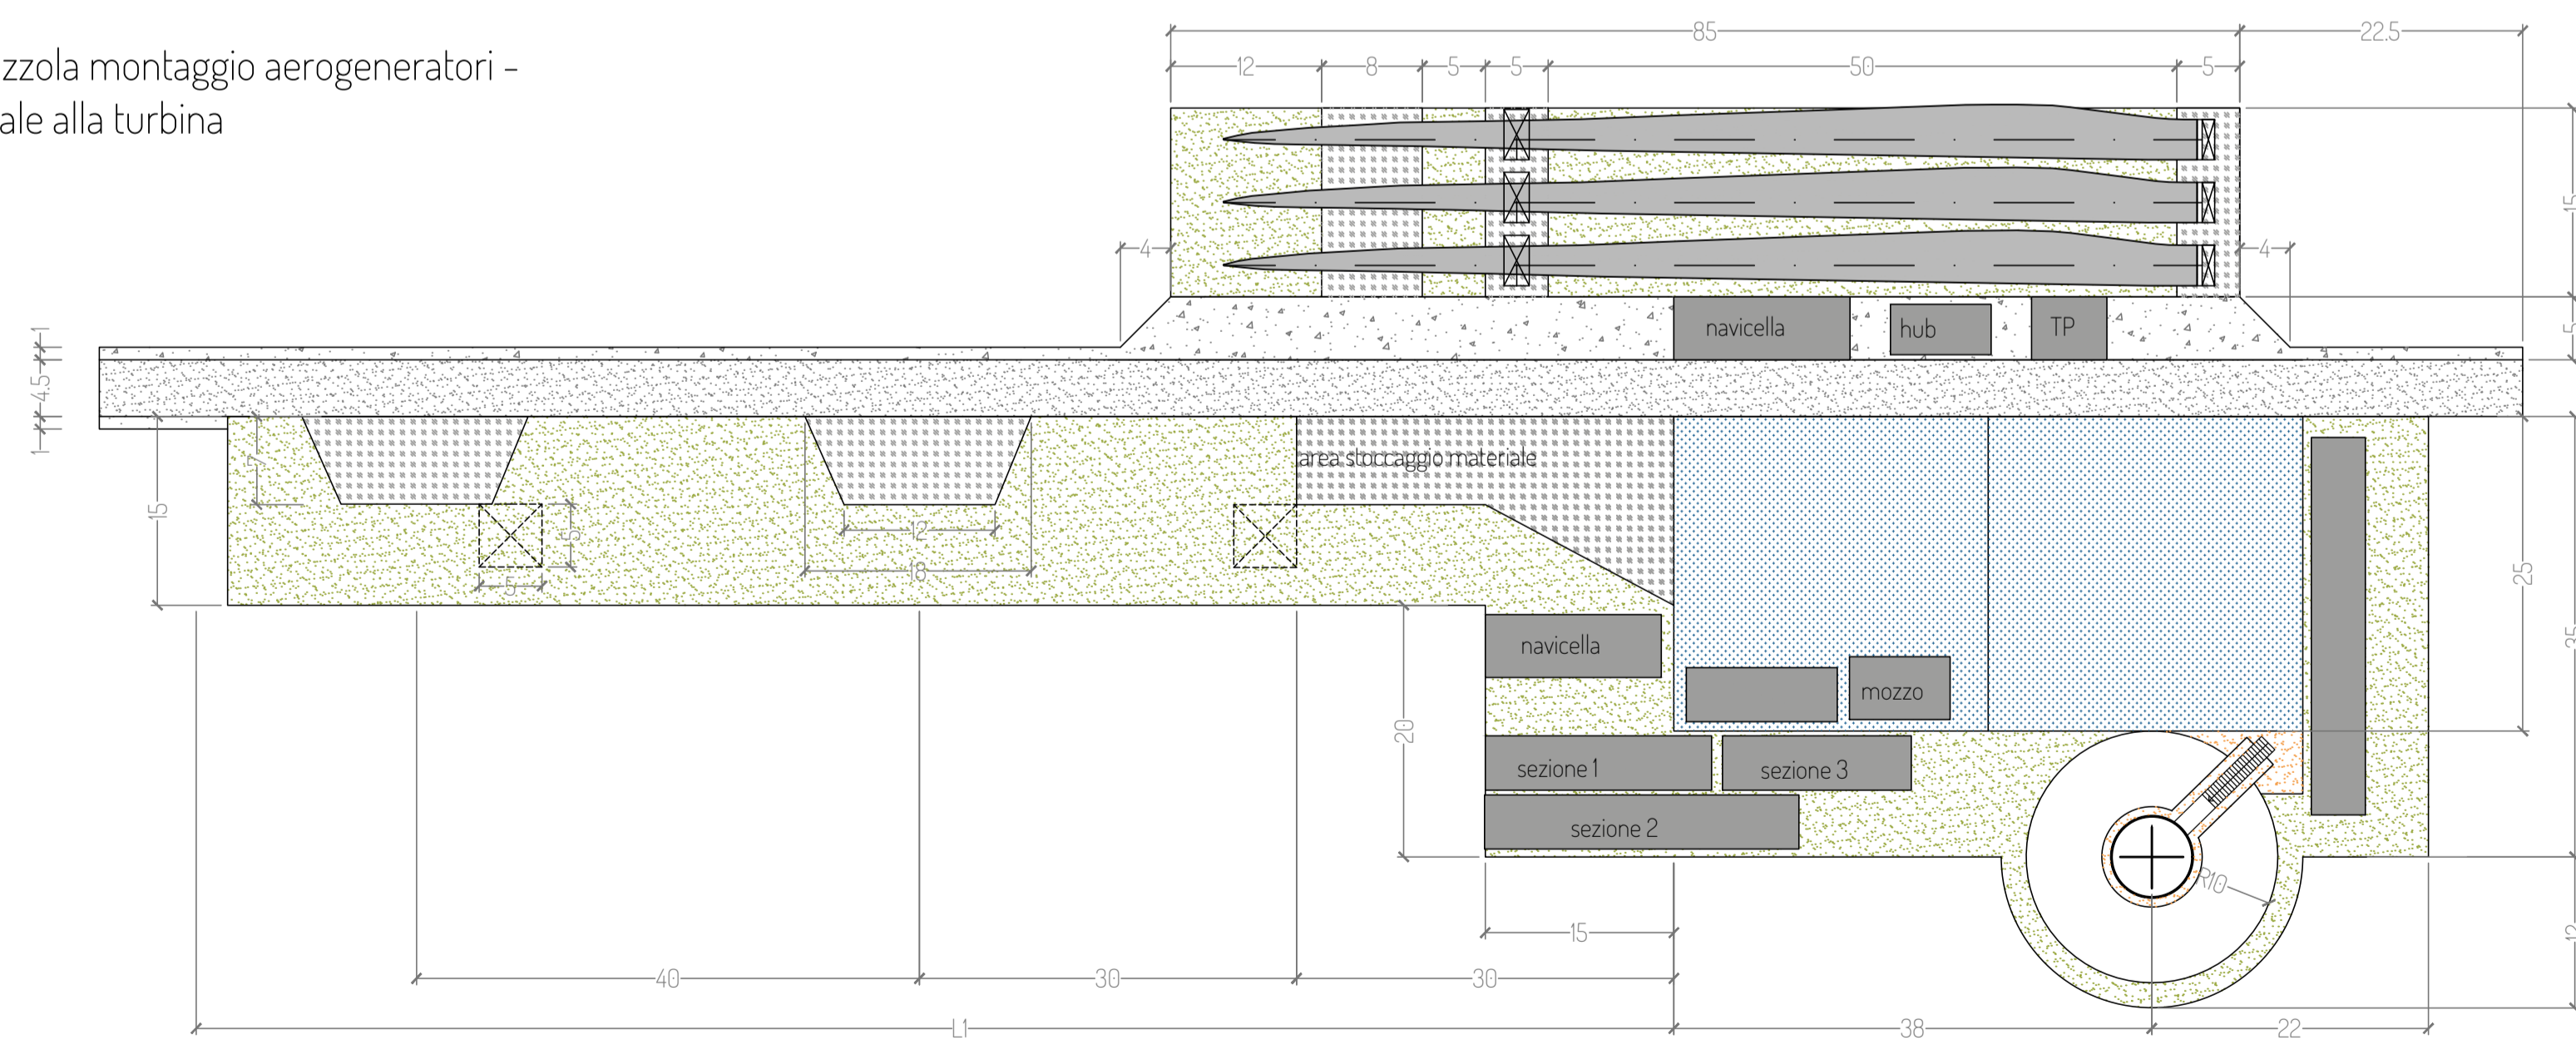 zzola montaggio aerogeneratori -
ale alla turbina
85
22.5
12
8
5
5
50
5
15
4
4
navicella
hub
TP
5
1
4.5
1
area stoccaggio materiale
7
15
5
12
18
5
25
35
navicella
mozzo
20
sezione 1
sezione 3
sezione 2
R10
15
12
40
30
30
L1
38
22